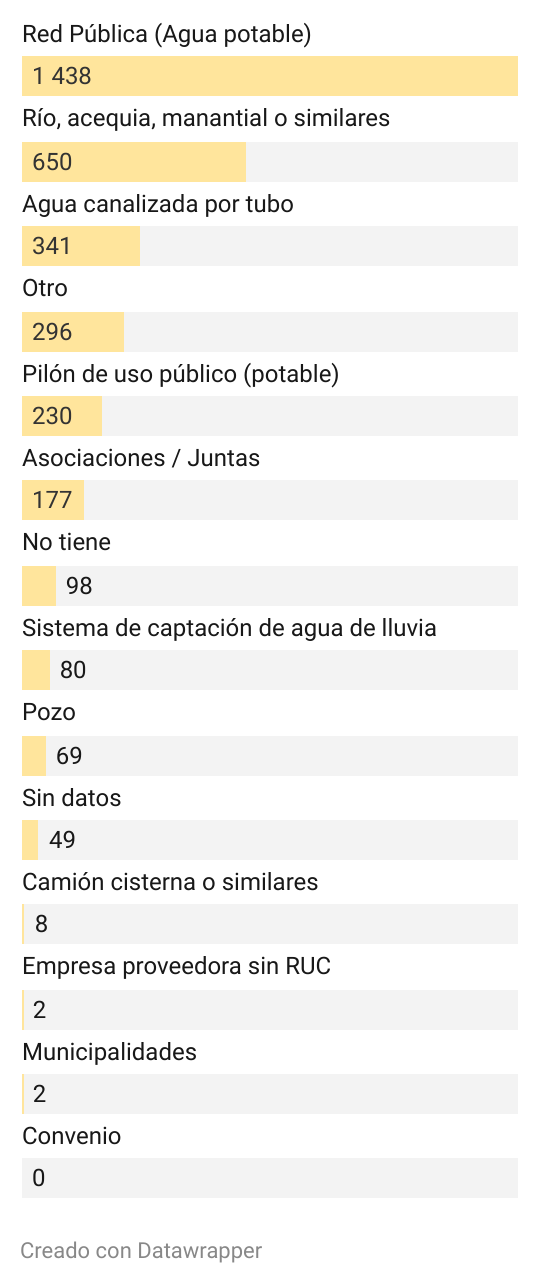 Red Pública (Agua potable)
1 438
Río, acequia, manantial o similares
650
Agua canalizada por tubo
341
Otro
296
Pilón de uso público (potable)
230
Asociaciones / Juntas
177
No tiene
98
Sistema de captación de agua de lluvia
80
Pozo
69
Sin datos
49
Camión cisterna o similares
8
Empresa proveedora sin RUC
2
Municipalidades
2
Convenio
0
Creado con Datawrapper